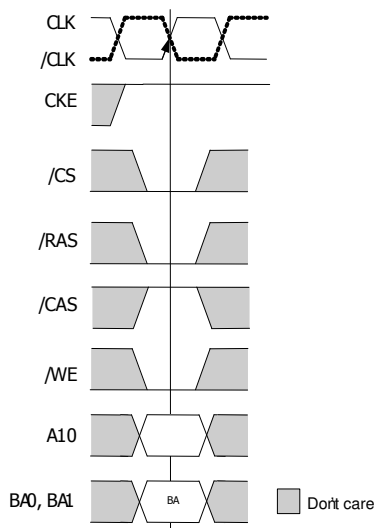 CLK
/CLK
CKE
/CS
/RAS
/CAS
/WE
A10
BA0, BA1
BA
Don't care